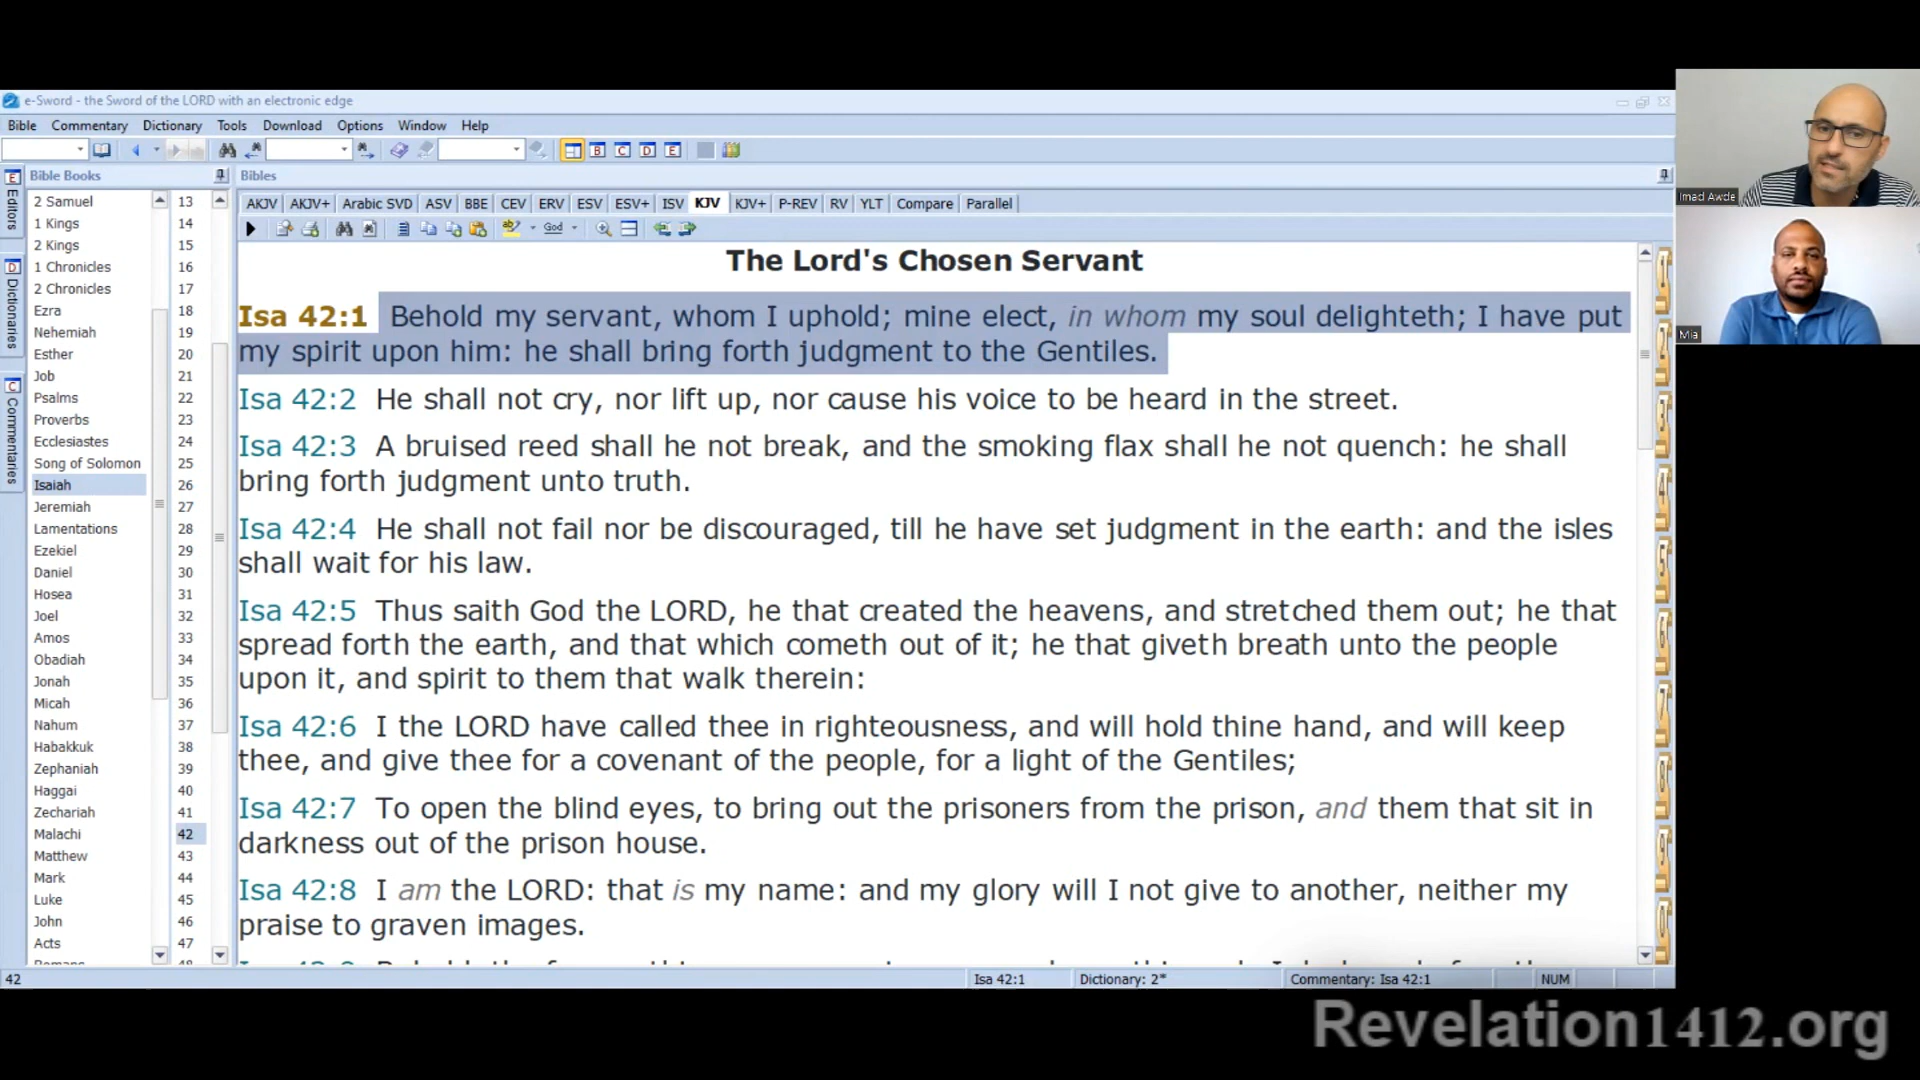 e-Sword - the Sword of the LORD with an electronic edge
Bible Commentary Dictionary Tools Download Options Window Help
B C D E
Bible Books
Bibles
E Editors
D Dictionaries
C Commentaries
AKJV AKJV+ Arabic SVD ASV BBE CEV ERV ESV ESV+ ISV KJV KJV+ P-REV RV YLT Compare Parallel
God
2 Samuel 13
1 Kings 14
2 Kings 15
1 Chronicles 16
2 Chronicles 17
Ezra 18
Nehemiah 19
Esther 20
Job 21
Psalms 22
Proverbs 23
Ecclesiastes 24
Song of Solomon 25
Isaiah 26
Jeremiah 27
Lamentations 28
Ezekiel 29
Daniel 30
Hosea 31
Joel 32
Amos 33
Obadiah 34
Jonah 35
Micah 36
Nahum 37
Habakkuk 38
Zephaniah 39
Haggai 40
Zechariah 41
Malachi 42
Matthew 43
Mark 44
Luke 45
John 46
Acts 47
The Lord's Chosen Servant
Isa 42:1 Behold my servant, whom I uphold; mine elect, in whom my soul delighteth; I have put
my spirit upon him: he shall bring forth judgment to the Gentiles.
Isa 42:2 He shall not cry, nor lift up, nor cause his voice to be heard in the street.
Isa 42:3 A bruised reed shall he not break, and the smoking flax shall he not quench: he shall
bring forth judgment unto truth.
Isa 42:4 He shall not fail nor be discouraged, till he have set judgment in the earth: and the isles
shall wait for his law.
Isa 42:5 Thus saith God the LORD, he that created the heavens, and stretched them out; he that
spread forth the earth, and that which cometh out of it; he that giveth breath unto the people
upon it, and spirit to them that walk therein:
Isa 42:6 I the LORD have called thee in righteousness, and will hold thine hand, and will keep
thee, and give thee for a covenant of the people, for a light of the Gentiles;
Isa 42:7 To open the blind eyes, to bring out the prisoners from the prison, and them that sit in
darkness out of the prison house.
Isa 42:8 I am the LORD: that is my name: and my glory will I not give to another, neither my
praise to graven images.
42 Isa 42:1 Dictionary: 2* Commentary: Isa 42:1 NUM
Imad Awde
Mia
Revelation1412.org